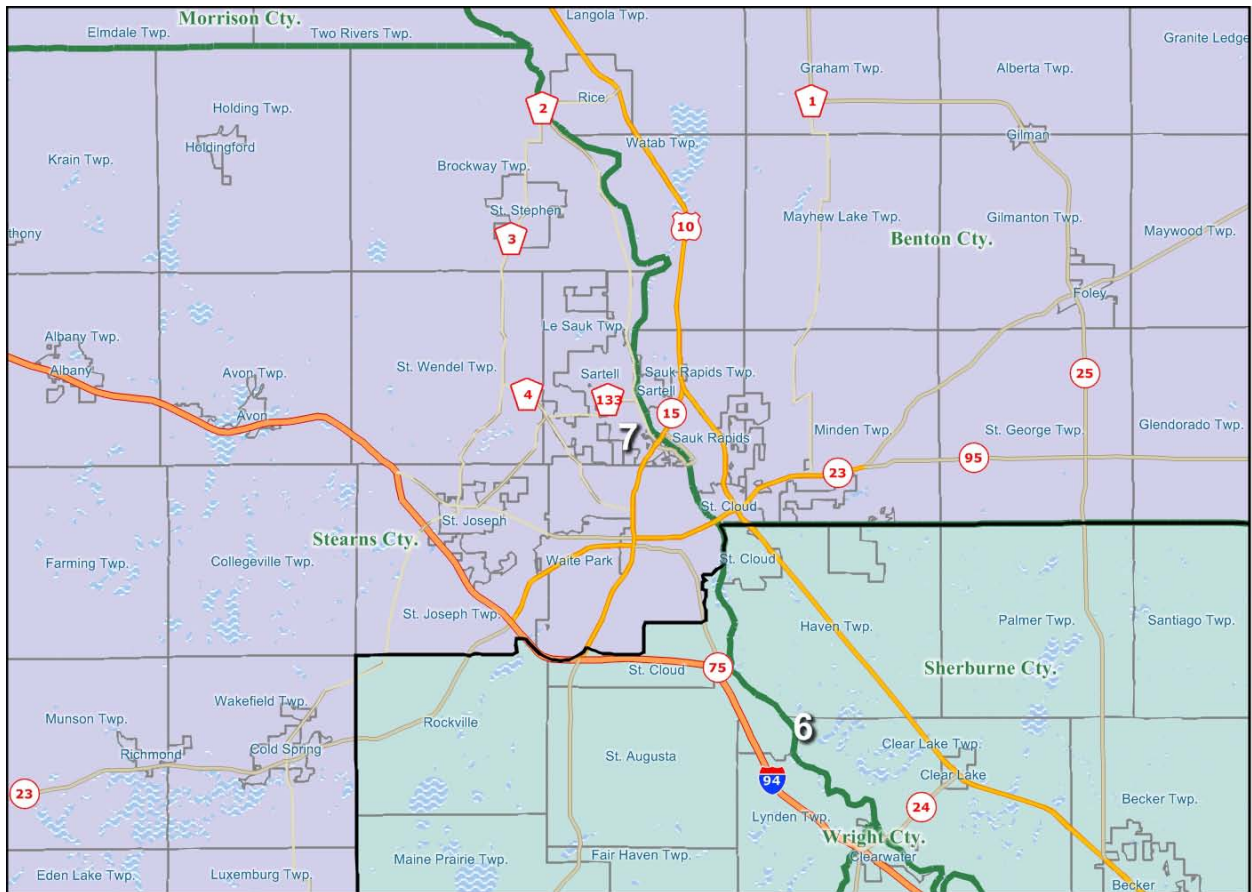 Morrison Cty.
Langola Twp.
Elmdale Twp.
Two Rivers Twp.
Granite Ledge
Graham Twp.
Alberta Twp.
Holding Twp.
Rice
2
1
Holdingford
Watab Twp.
Gilman
Krain Twp.
Brockway Twp.
St. Stephen
Mayhew Lake Twp.
Gilmanton Twp.
thony
3
10
Benton Cty.
Maywood Twp.
Foley
Le Sauk Twp.
Albany Twp.
St. Wendel Twp.
Albany
Avon Twp.
Sartell
Sauk Rapids Twp.
25
4
133
Sartell
Avon
15
7
Sauk Rapids
Minden Twp.
St. George Twp.
Glendorado Twp.
23
95
St. Cloud
St. Joseph
Stearns Cty.
Farming Twp.
Collegeville Twp.
Waite Park
St. Cloud
St. Joseph Twp.
Haven Twp.
Palmer Twp.
Santiago Twp.
St. Cloud
75
Sherburne Cty.
Wakefield Twp.
Munson Twp.
Rockville
6
Richmond
Cold Spring
St. Augusta
Clear Lake Twp.
Clear Lake
94
23
24
Becker Twp.
Lynden Twp.
Wright Cty.
Maine Prairie Twp.
Fair Haven Twp.
Clearwater
Eden Lake Twp.
Luxemburg Twp.
Becker